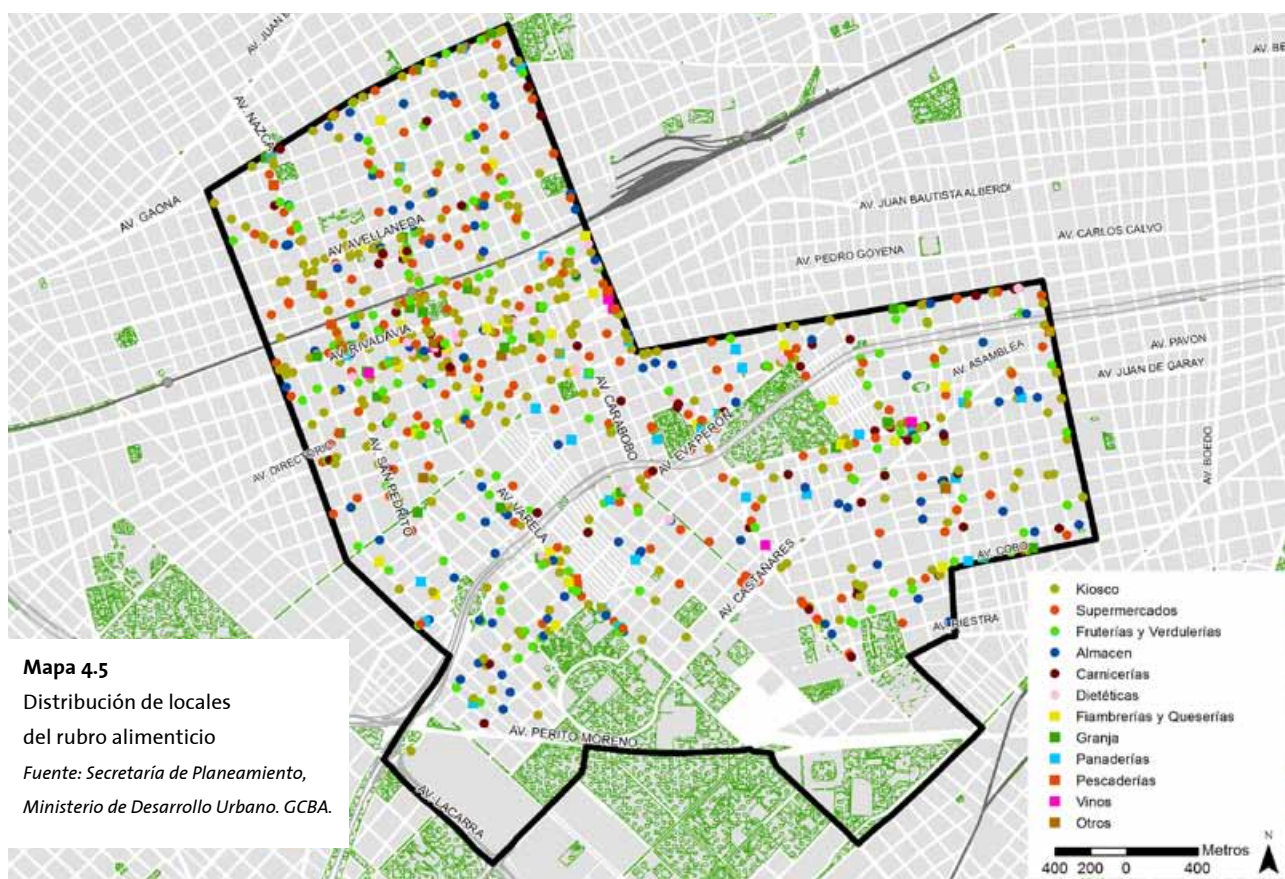 AV. JUAN B
AV. NAZCA
AV. GAONA
AV. AVELLANEDA
AV. RIVADAVIA
AV. BE
AV. JUAN BAUTISTA ALBERDI
AV. PEDRO GOYENA
AV. CARLOS CALVO
AV. ASAMBLEA
AV. PAVON
AV. JUAN DE GARAY
AV. BOEDO
AV. CARABOBO
AV. EVA PERON
AV. DIRECTORIO
AV. SAN PEDRITO
AV. VARELA
AV. CASTAÑARES
AV. COBO
AV. RIESTRA
AV. PERITO MORENO
AV. LACARRA
Mapa 4.5
Distribución de locales
del rubro alimenticio
Fuente: Secretaría de Planeamiento,
Ministerio de Desarrollo Urbano. GCBA.
Kiosco
Supermercados
Fruterías y Verdulerías
Almacen
Carnicerías
Dietéticas
Fiambrerías y Queserías
Granja
Panaderías
Pescaderías
Vinos
Otros
Metros
400 200 0 400
N